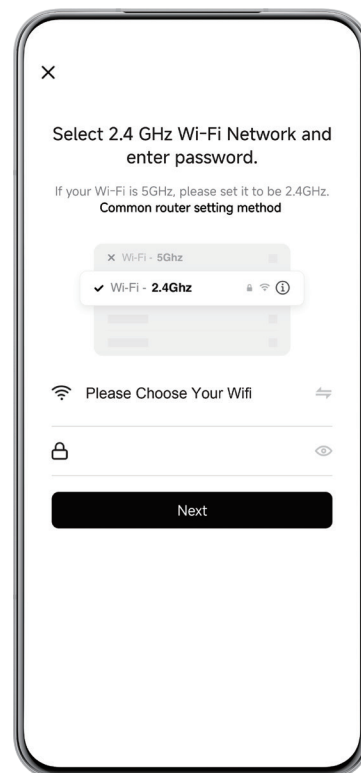 Select 2.4 GHz Wi-Fi Network and
enter password.
If your Wi-Fi is 5GHz, please set it to be 2.4GHz.
Common router setting method
Wi-Fi - 5Ghz
Wi-Fi - 2.4Ghz
Please Choose Your Wifi
Next